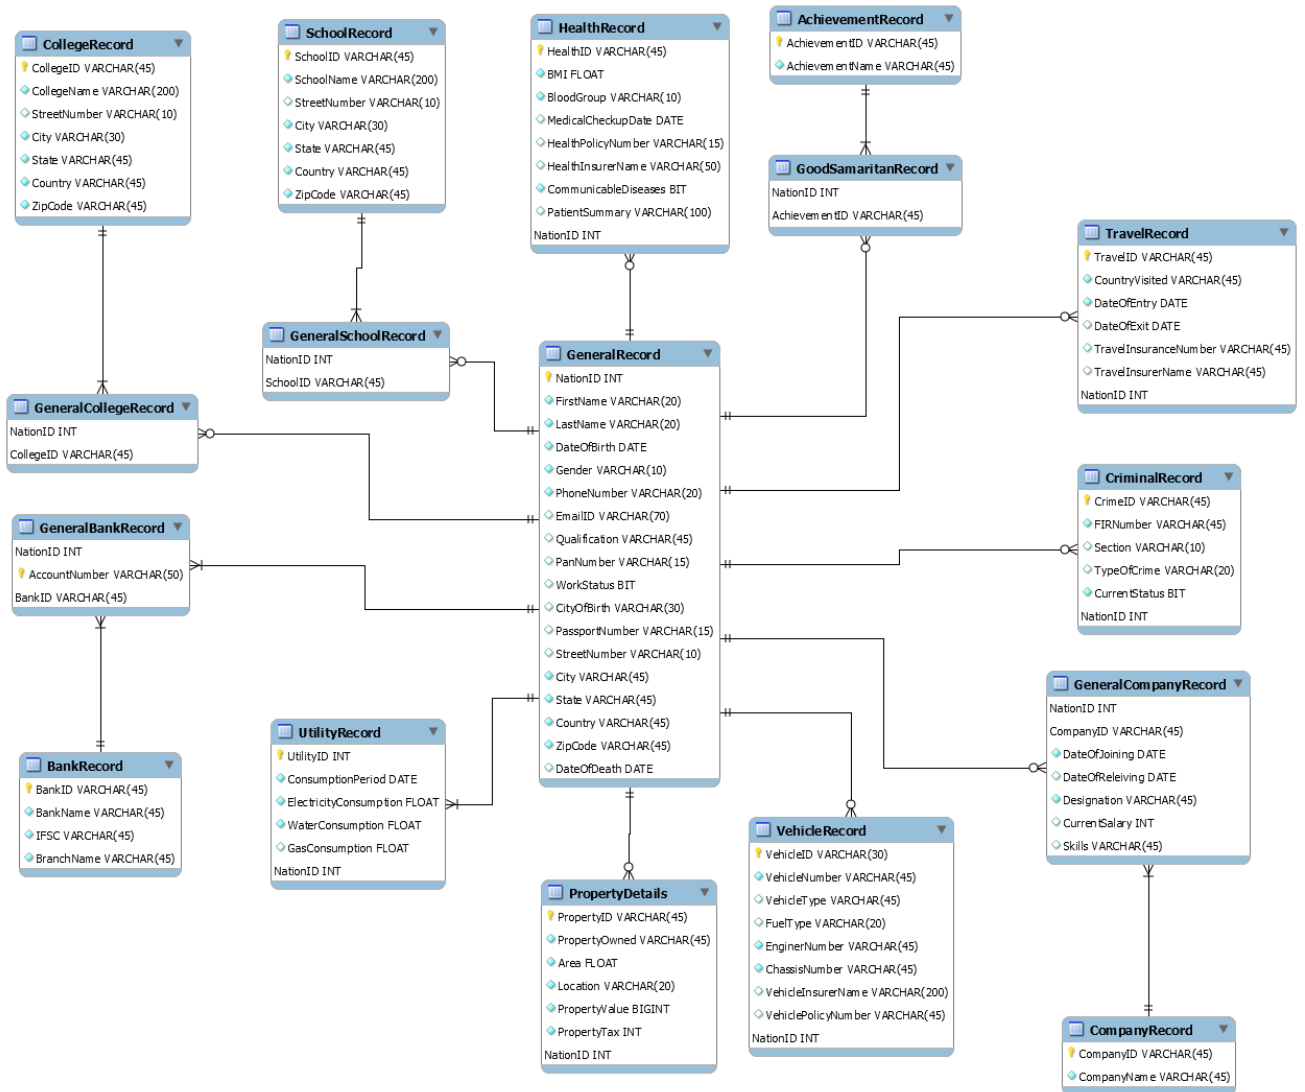 CollegeRecord
CollegeID VARCHAR(45)
CollegeName VARCHAR(200)
StreetNumber VARCHAR(10)
City VARCHAR(30)
State VARCHAR(45)
Country VARCHAR(45)
ZipCode VARCHAR(45)
SchoolRecord
SchoolID VARCHAR(45)
SchoolName VARCHAR(200)
StreetNumber VARCHAR(10)
City VARCHAR(30)
State VARCHAR(45)
Country VARCHAR(45)
ZipCode VARCHAR(45)
HealthRecord
HealthID VARCHAR(45)
BMI FLOAT
BloodGroup VARCHAR(10)
MedicalCheckupDate DATE
HealthPolicyNumber VARCHAR(15)
HealthInsurerName VARCHAR(50)
CommunicableDiseases BIT
PatientSummary VARCHAR(100)
NationID INT
AchievementRecord
AchievementID VARCHAR(45)
AchievementName VARCHAR(45)
GoodSamaritanRecord
NationID INT
AchievementID VARCHAR(45)
TravelRecord
TravelID VARCHAR(45)
CountryVisited VARCHAR(45)
DateOfEntry DATE
DateOfExit DATE
TravelInsuranceNumber VARCHAR(45)
TravelInsurerName VARCHAR(45)
NationID INT
GeneralSchoolRecord
NationID INT
SchoolID VARCHAR(45)
GeneralRecord
NationID INT
FirstName VARCHAR(20)
LastName VARCHAR(20)
DateOfBirth DATE
Gender VARCHAR(10)
PhoneNumber VARCHAR(20)
EmailID VARCHAR(70)
Qualification VARCHAR(45)
PanNumber VARCHAR(15)
WorkStatus BIT
CityOfBirth VARCHAR(30)
PassportNumber VARCHAR(15)
StreetNumber VARCHAR(10)
City VARCHAR(45)
State VARCHAR(45)
Country VARCHAR(45)
ZipCode VARCHAR(45)
DateOfDeath DATE
GeneralCollegeRecord
NationID INT
CollegeID VARCHAR(45)
CriminalRecord
CrimeID VARCHAR(45)
FIRNumber VARCHAR(45)
Section VARCHAR(10)
TypeOfCrime VARCHAR(20)
CurrentStatus BIT
NationID INT
GeneralBankRecord
NationID INT
AccountNumber VARCHAR(50)
BankID VARCHAR(45)
GeneralCompanyRecord
NationID INT
CompanyID VARCHAR(45)
DateOfJoining DATE
DateOfReleiving DATE
Designation VARCHAR(45)
CurrentSalary INT
Skills VARCHAR(45)
UtilityRecord
UtilityID INT
ConsumptionPeriod DATE
ElectricityConsumption FLOAT
WaterConsumption FLOAT
GasConsumption FLOAT
NationID INT
BankRecord
BankID VARCHAR(45)
BankName VARCHAR(45)
IFSC VARCHAR(45)
BranchName VARCHAR(45)
VehicleRecord
VehicleID VARCHAR(30)
VehicleNumber VARCHAR(45)
VehicleType VARCHAR(45)
FuelType VARCHAR(20)
EnginerNumber VARCHAR(45)
ChassisNumber VARCHAR(45)
VehicleInsurerName VARCHAR(200)
VehiclePolicyNumber VARCHAR(45)
NationID INT
PropertyDetails
PropertyID VARCHAR(45)
PropertyOwned VARCHAR(45)
Area FLOAT
Location VARCHAR(20)
PropertyValue BIGINT
PropertyTax INT
NationID INT
CompanyRecord
CompanyID VARCHAR(45)
CompanyName VARCHAR(45)